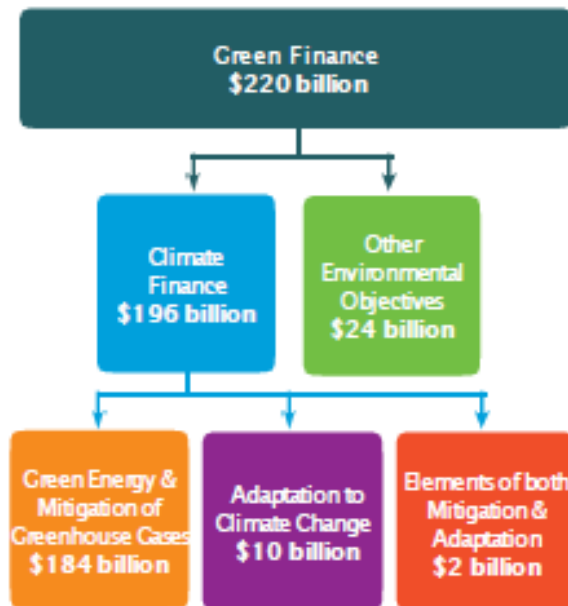 Green Finance
$220 billion
Climate
Finance
$196 billion
Other
Environmental
Objectives
$24 billion
Green Energy &
Mitigation of
Greenhouse Cases
$184 billion
Adaptation to
Climate Change
$10 billion
Elements of both
Mitigation &
Adaptation
$2 billion